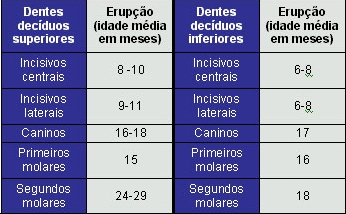 Dentes decíduos superiores	Erupção (idade média em meses)	Dentes decíduos inferiores	Erupção (idade média em meses)
Incisivos centrais	8 -10	Incisivos centrais	6-8
Incisivos laterais	9-11	Incisivos laterais	6-8
Caninos	16-18	Caninos	17
Primeiros molares	15	Primeiros molares	16
Segundos molares	24-29	Segundos molares	18